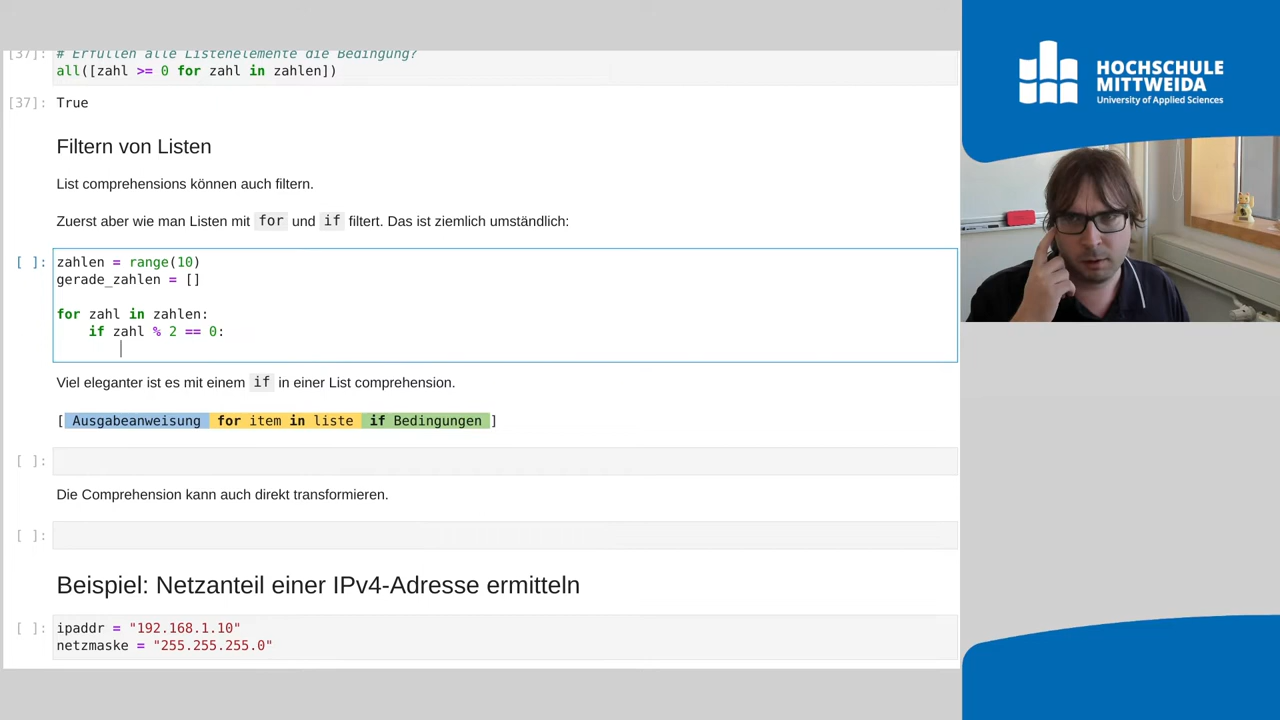 [37]: # Erfüllen alle Listenelemente die Bedingung?
all([zahl >= 0 for zahl in zahlen])
[37]: True
Filtern von Listen
List comprehensions können auch filtern.
Zuerst aber wie man Listen mit for und if filtert. Das ist ziemlich umständlich:
[ ]: zahlen = range(10)
gerade_zahlen = []
for zahl in zahlen:
    if zahl % 2 == 0:
Viel eleganter ist es mit einem if in einer List comprehension.
[ Ausgabeanweisung for item in liste if Bedingungen ]
[ ]:
Die Comprehension kann auch direkt transformieren.
[ ]:
Beispiel: Netzanteil einer IPv4-Adresse ermitteln
[ ]: ipaddr = "192.168.1.10"
netzmaske = "255.255.255.0"
HOCHSCHULE
MITTWEIDA
University of Applied Sciences